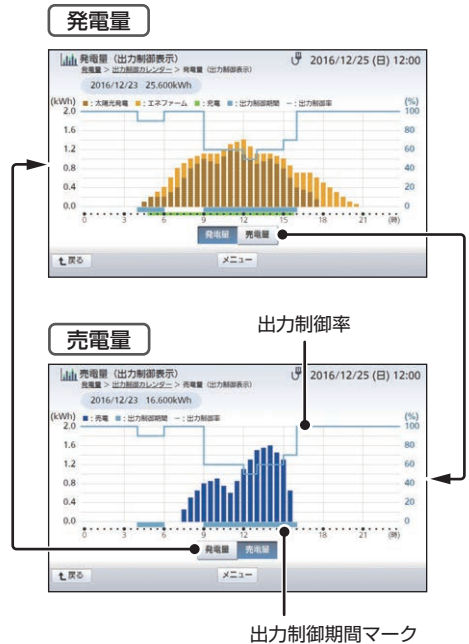 発電量
発電量（出力制御表示）
2016/12/25 (日) 12:00
発電量 > 出力制御カレンダー > 発電量（出力制御表示）
2016/12/23 25.600kWh
(kWh) ■：太陽光発電 ■：エネファーム ■：充電 ■：出力制御期間 －：出力制御率 (%)
2.0 100
1.6 80
1.2 60
0.8 40
0.4 20
0.0 0
0 3 6 9 12 15 18 21 (時)
発電量 売電量
戻る メニュー
売電量
出力制御率
売電量（出力制御表示）
2016/12/25 (日) 12:00
発電量 > 出力制御カレンダー > 売電量（出力制御表示）
2016/12/23 16.600kWh
(kWh) ■：売電 ■：出力制御期間 －：出力制御率 (%)
2.0 100
1.6 80
1.2 60
0.8 40
0.4 20
0.0 0
0 3 6 9 12 15 18 21 (時)
発電量 売電量
戻る メニュー
出力制御期間マーク